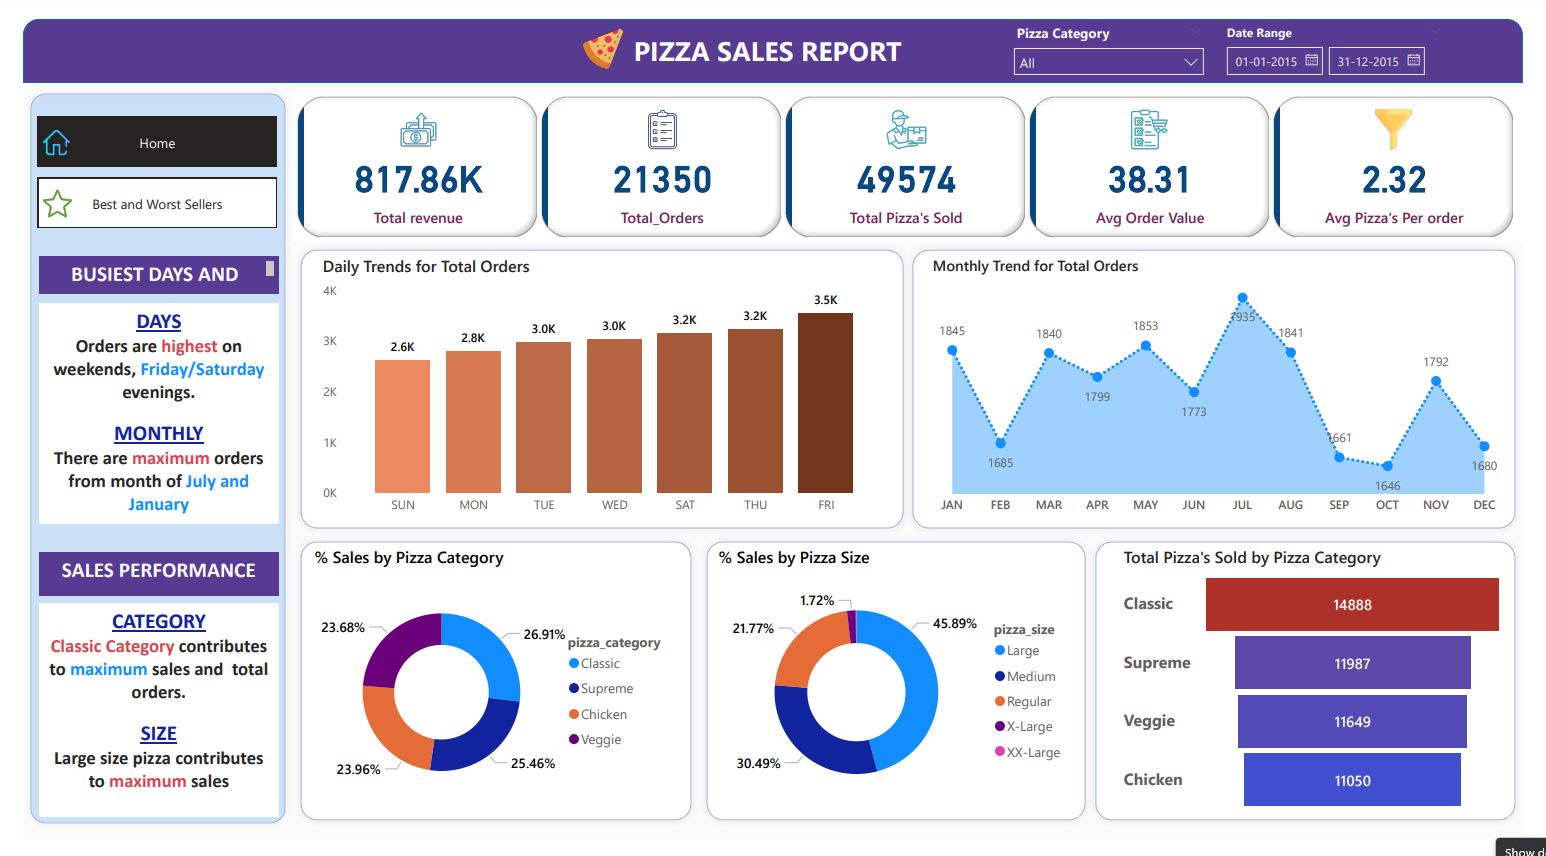 PIZZA SALES REPORT
Pizza Category
All
Date Range
01-01-2015
31-12-2015
Home
Best and Worst Sellers
BUSIEST DAYS AND
DAYS
Orders are highest on
weekends, Friday/Saturday
evenings.
MONTHLY
There are maximum orders
from month of July and
January
SALES PERFORMANCE
CATEGORY
Classic Category contributes
to maximum sales and total
orders.
SIZE
Large size pizza contributes
to maximum sales
817.86K
Total revenue
21350
Total_Orders
49574
Total Pizza's Sold
38.31
Avg Order Value
2.32
Avg Pizza's Per order
Daily Trends for Total Orders
4K
3K
2K
1K
0K
2.6K
2.8K
3.0K
3.0K
3.2K
3.2K
3.5K
SUN
MON
TUE
WED
SAT
THU
FRI
Monthly Trend for Total Orders
1845
1685
1840
1799
1853
1773
1935
1841
1661
1646
1792
1680
JAN
FEB
MAR
APR
MAY
JUN
JUL
AUG
SEP
OCT
NOV
DEC
% Sales by Pizza Category
23.68%
26.91%
23.96%
25.46%
pizza_category
Classic
Supreme
Chicken
Veggie
% Sales by Pizza Size
1.72%
21.77%
45.89%
30.49%
pizza_size
Large
Medium
Regular
X-Large
XX-Large
Total Pizza's Sold by Pizza Category
Classic
14888
Supreme
11987
Veggie
11649
Chicken
11050
Show